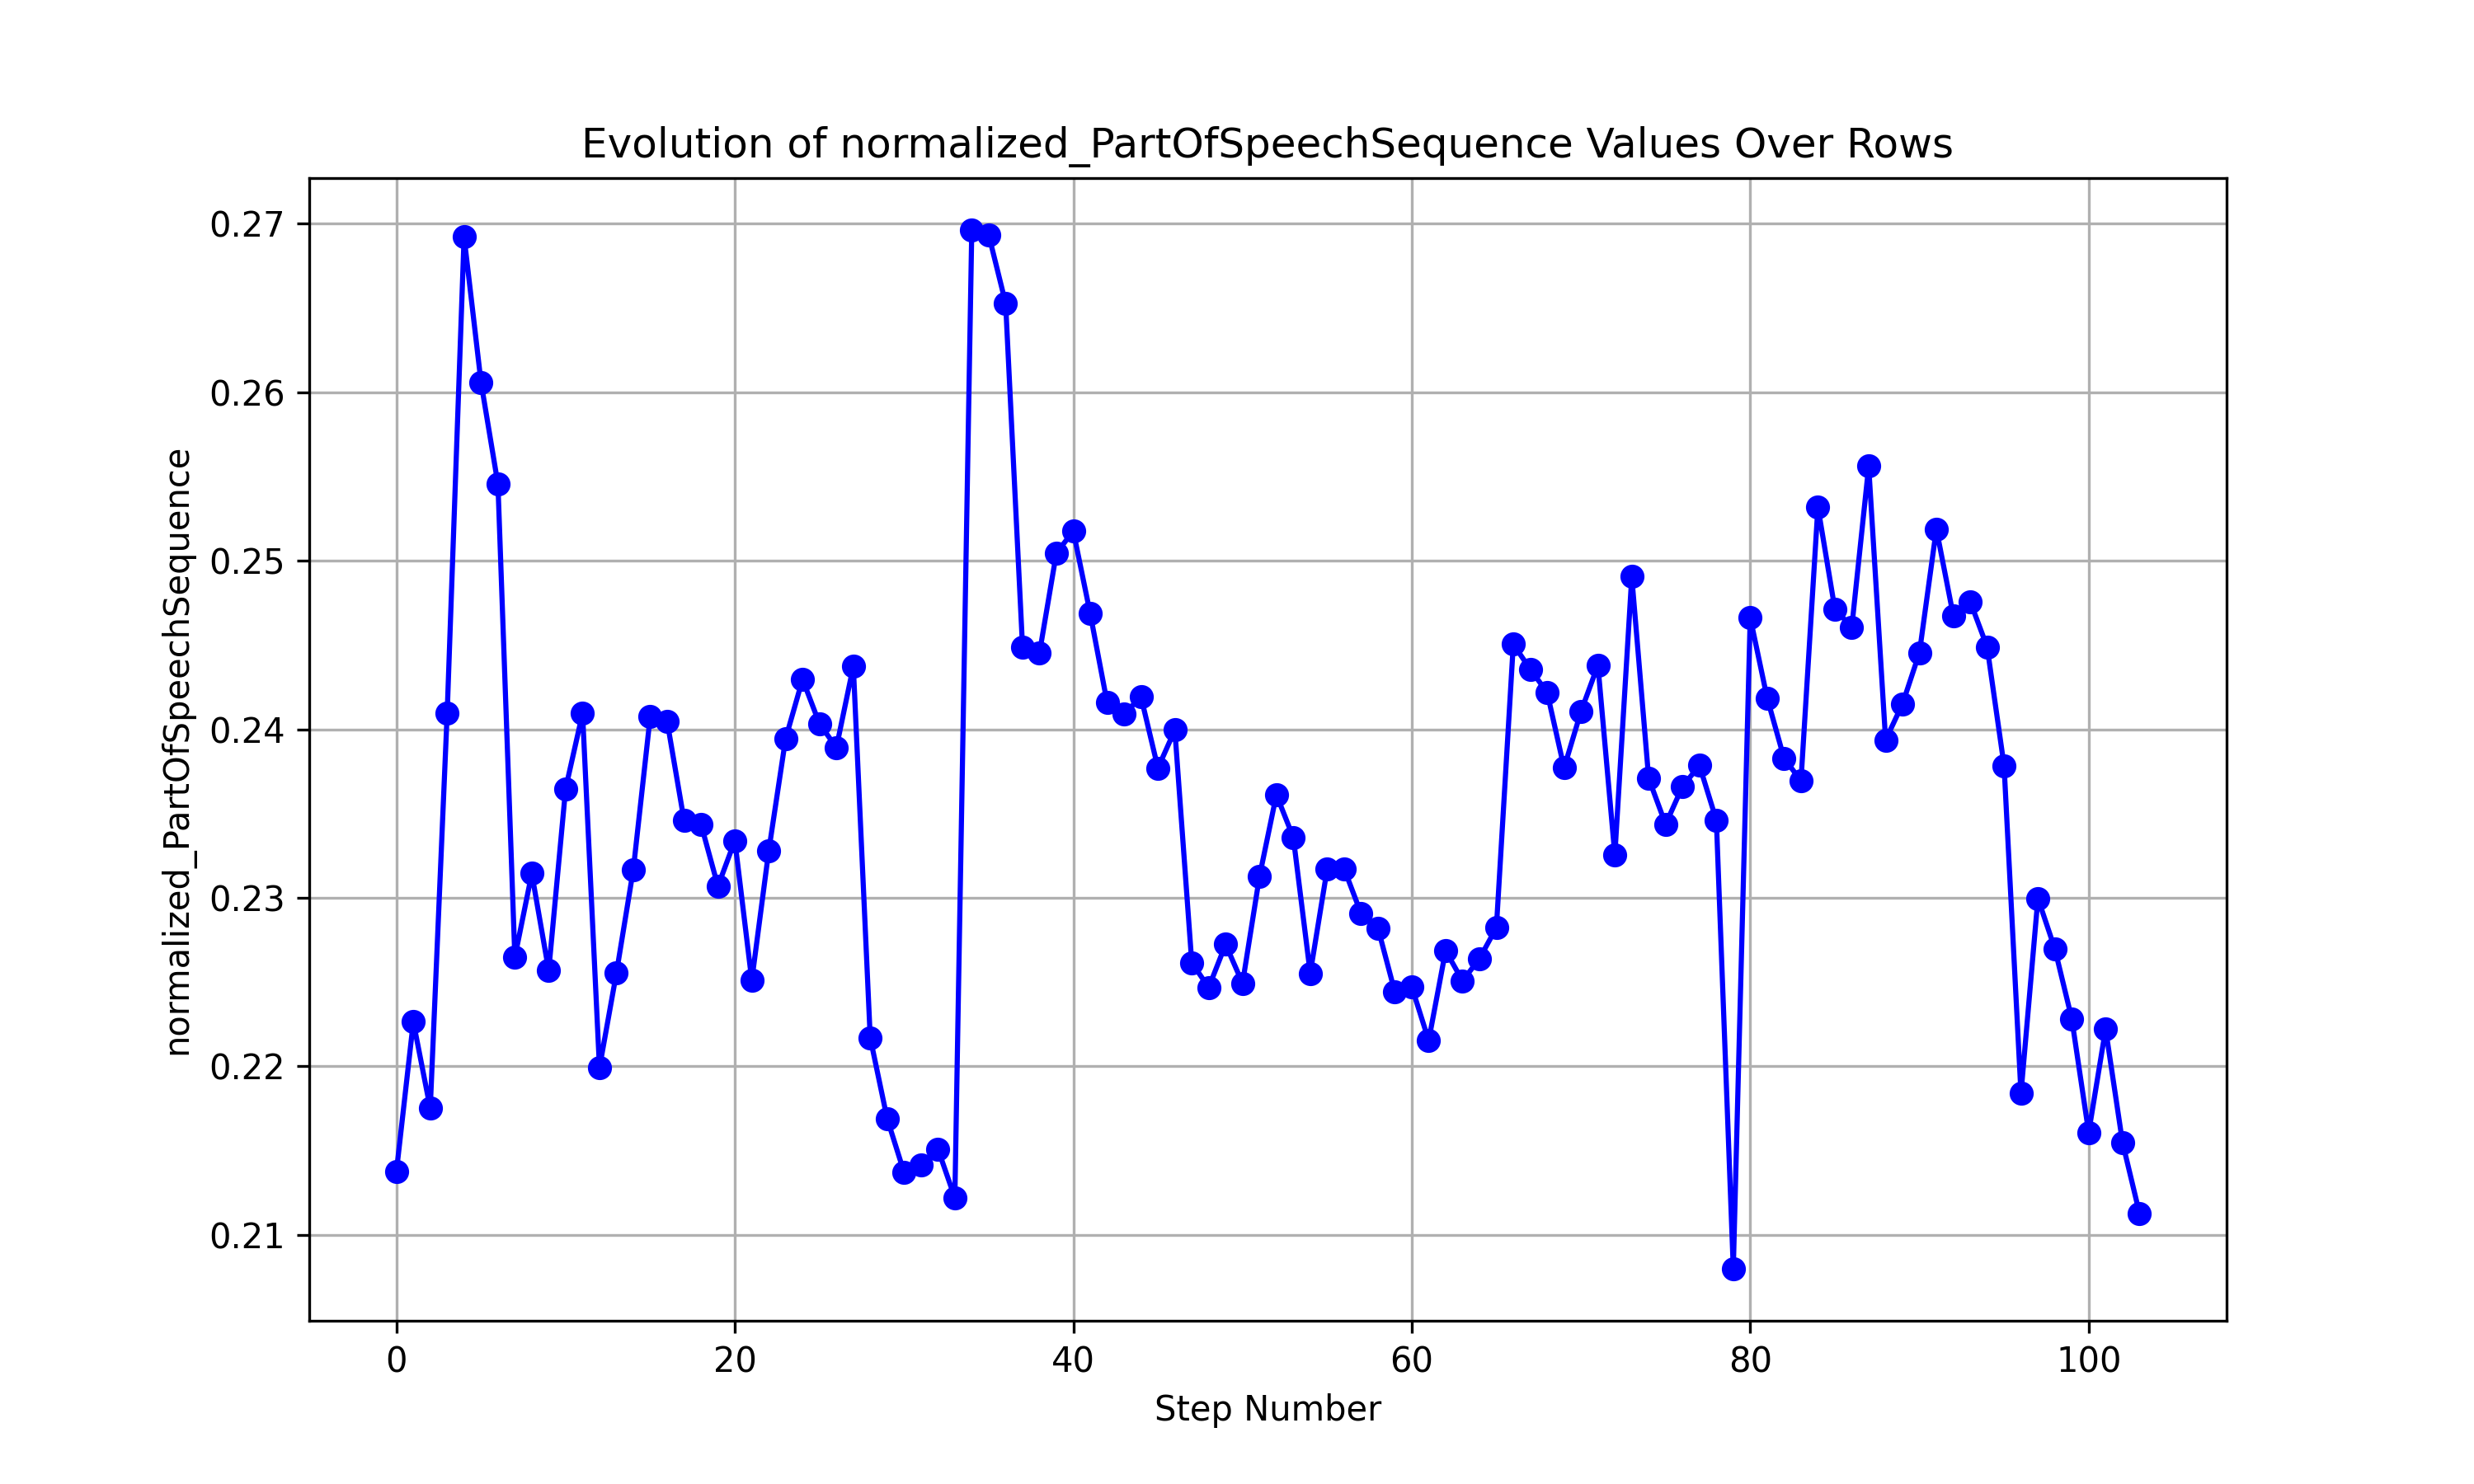 Evolution of normalized_PartOfSpeechSequence Values Over Rows
normalized_PartOfSpeechSequence
0.27
0.26
0.25
0.24
0.23
0.22
0.21
0 20 40 60 80 100
Step Number